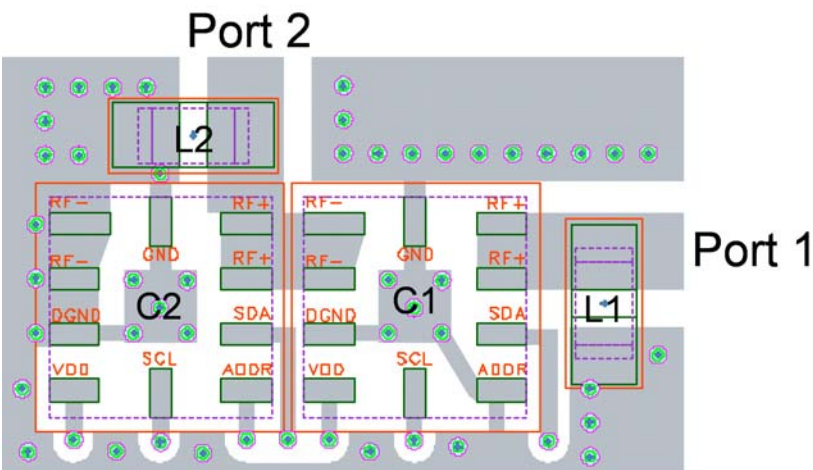 Port 2
L2
RF-
RF+
RF-
RF+
GND
GND
Port 1
RF-
RF+
RF-
RF+
C2
C1
L1
DGND
SDA
DGND
SDA
VDD
SCL
ADDR
VDD
SCL
ADDR